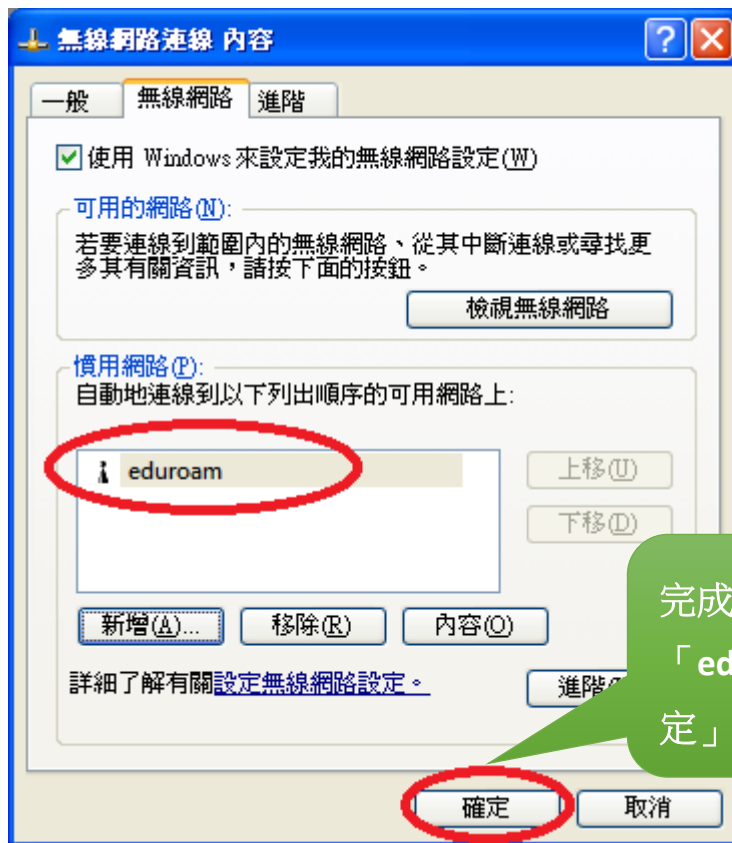 無線網路連線 內容
一般 無線網路 進階
使用 Windows 來設定我的無線網路設定(W)
可用的網路(N):
若要連線到範圍內的無線網路、從其中斷連線或尋找更
多其有關資訊，請按下面的按鈕。
檢視無線網路
慣用網路(P):
自動地連線到以下列出順序的可用網路上:
eduroam
上移(U)
下移(D)
新增(A)... 移除(R) 內容(O)
詳細了解有關設定無線網路設定。
進階
完成
「ed
定」
確定 取消